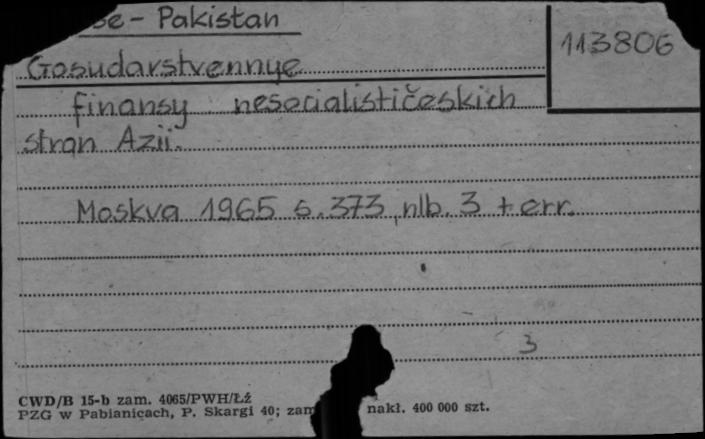 se - Pakistan
113806
Gosudarstvennye
finansy nesocialističeskich
stran Azii.
Moskva 1965 s. 373, nlb. 3 + err.
3
CWD/B 15-b zam. 4065/PWH/Łź
PZG w Pabianicach, P. Skargi 40; zam nakł. 400 000 szt.